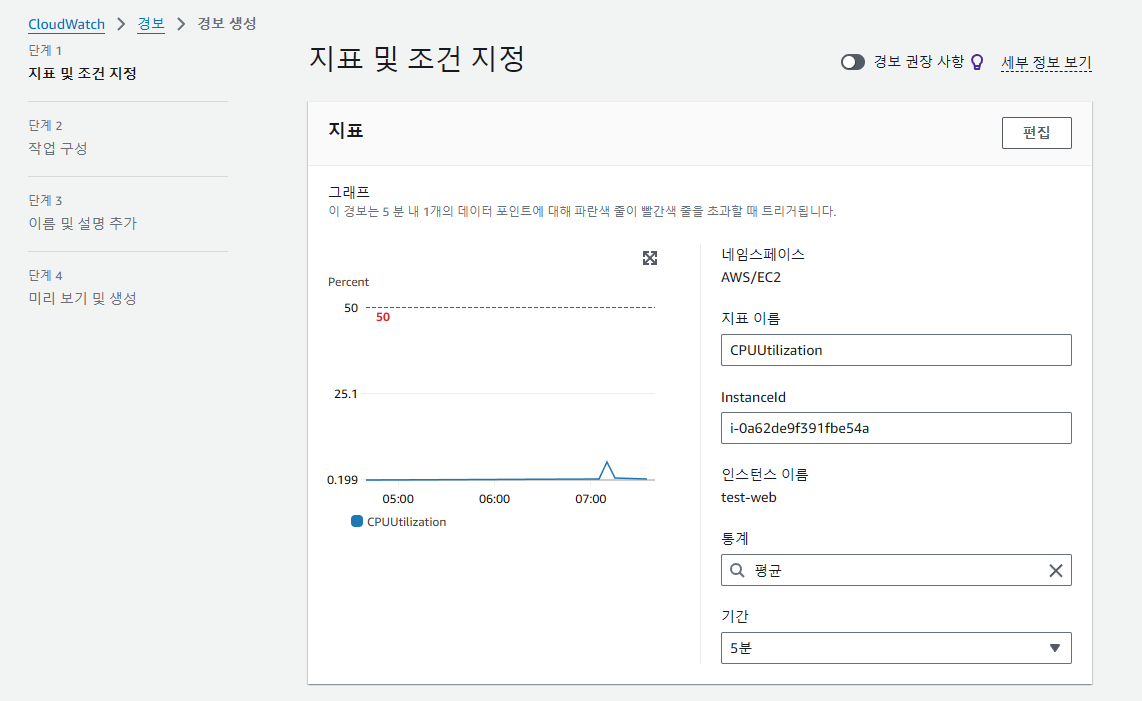 CloudWatch > 경보 > 경보 생성
단계 1
지표 및 조건 지정
단계 2
작업 구성
단계 3
이름 및 설명 추가
단계 4
미리 보기 및 생성
지표 및 조건 지정
경보 권장 사항
세부 정보 보기
지표
편집
그래프
이 경보는 5 분 내 1개의 데이터 포인트에 대해 파란색 줄이 빨간색 줄을 초과할 때 트리거됩니다.
Percent
50
50
25.1
0.199
05:00 06:00 07:00
CPUUtilization
네임스페이스
AWS/EC2
지표 이름
CPUUtilization
InstanceId
i-0a62de9f391fbe54a
인스턴스 이름
test-web
통계
평균
기간
5분